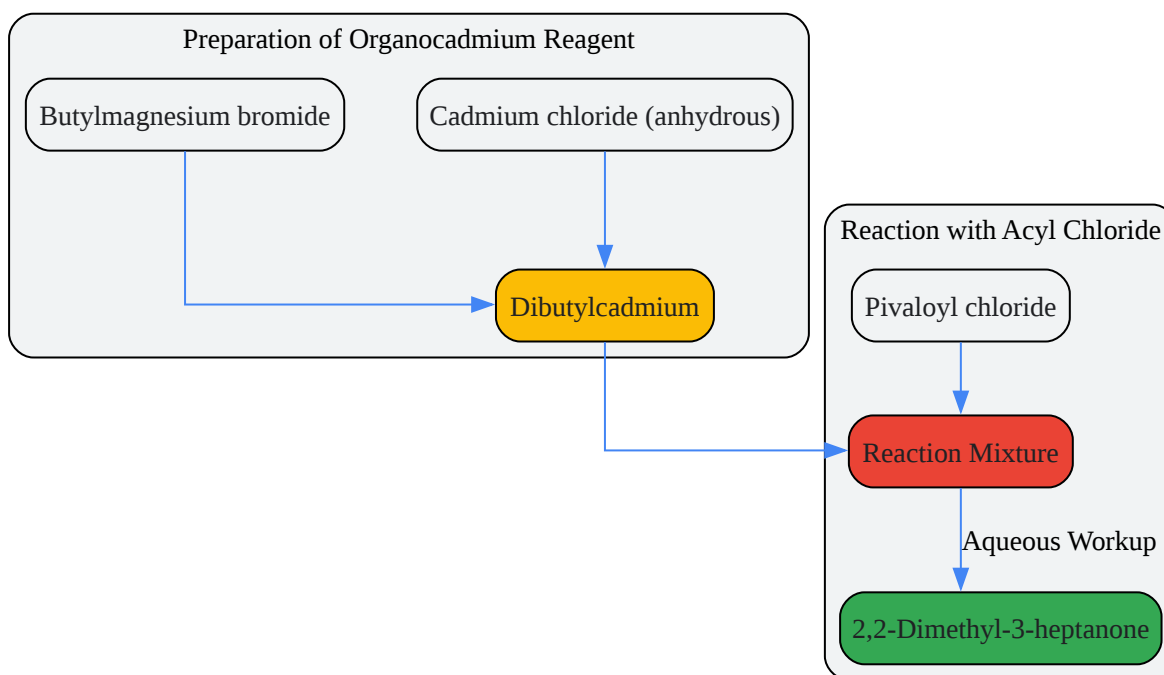 Preparation of Organocadmium Reagent
Butylmagnesium bromide
Cadmium chloride (anhydrous)
Dibutylcadmium
Reaction with Acyl Chloride
Pivaloyl chloride
Reaction Mixture
Aqueous Workup
2,2-Dimethyl-3-heptanone